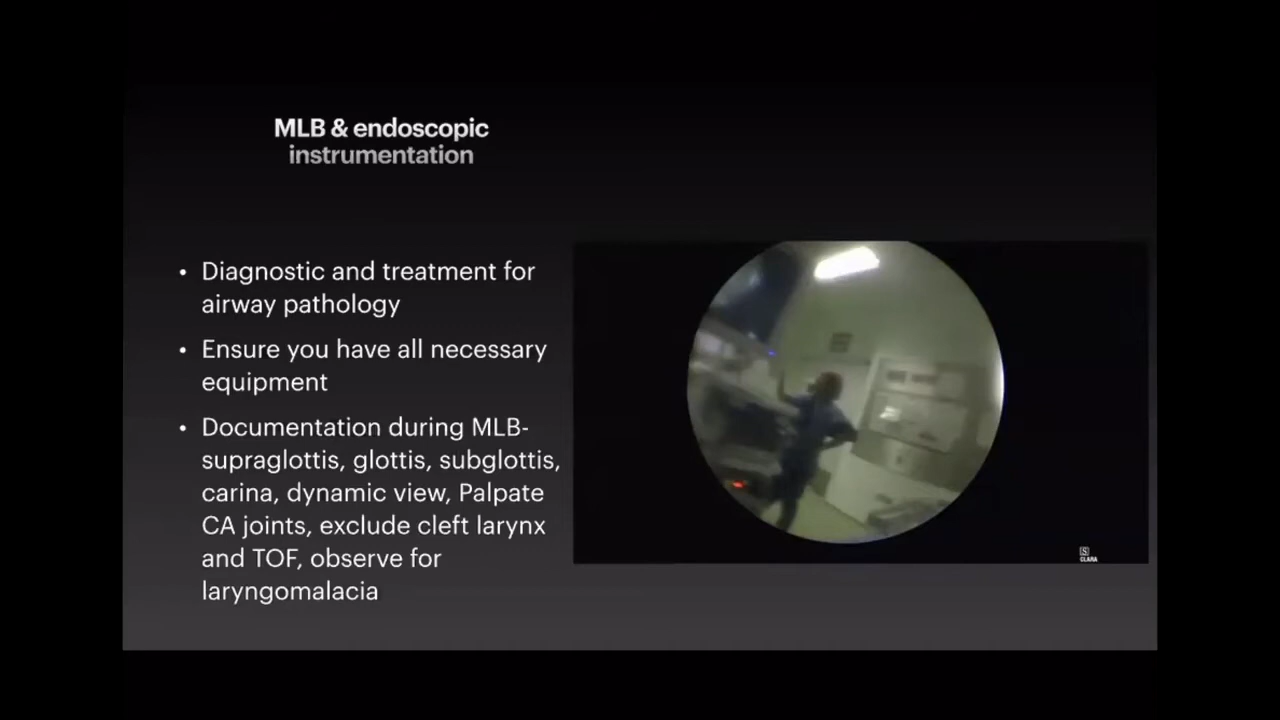 MLB & endoscopic
instrumentation
• Diagnostic and treatment for
airway pathology
• Ensure you have all necessary
equipment
• Documentation during MLB-
supraglottis, glottis, subglottis,
carina, dynamic view, Palpate
CA joints, exclude cleft larynx
and TOF, observe for
laryngomalacia
S
CLARA